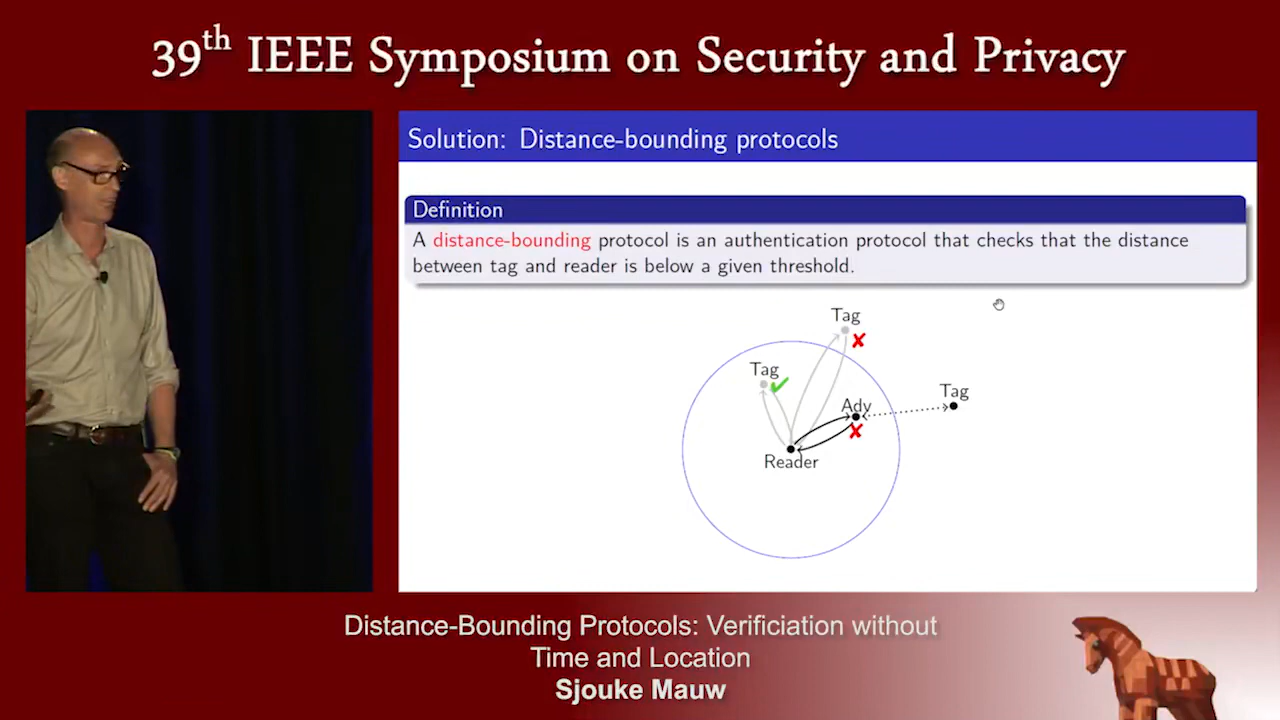 39th IEEE Symposium on Security and Privacy
Solution: Distance-bounding protocols
Definition
A distance-bounding protocol is an authentication protocol that checks that the distance
between tag and reader is below a given threshold.
Tag
Tag
Adv
Tag
Reader
Distance-Bounding Protocols: Verificiation without
Time and Location
Sjouke Mauw